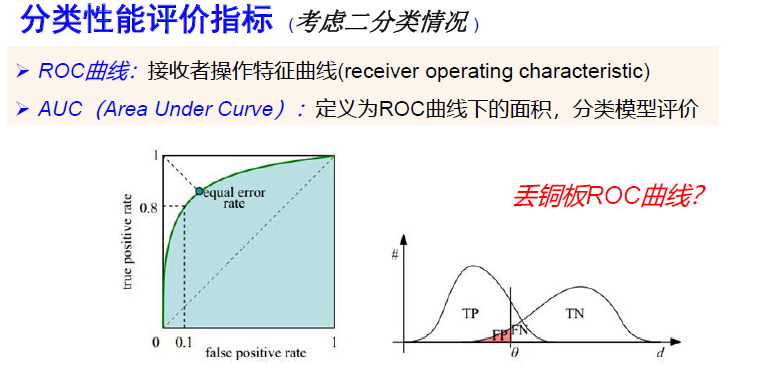 分类性能评价指标（考虑二分类情况）
➢ ROC曲线：接收者操作特征曲线(receiver operating characteristic)
➢ AUC（Area Under Curve）：定义为ROC曲线下的面积，分类模型评价
1
equal error
rate
0.8
true positive rate
0 0.1 1
false positive rate
丢铜板ROC曲线?
#
TP
TN
FP
FN
θ
d